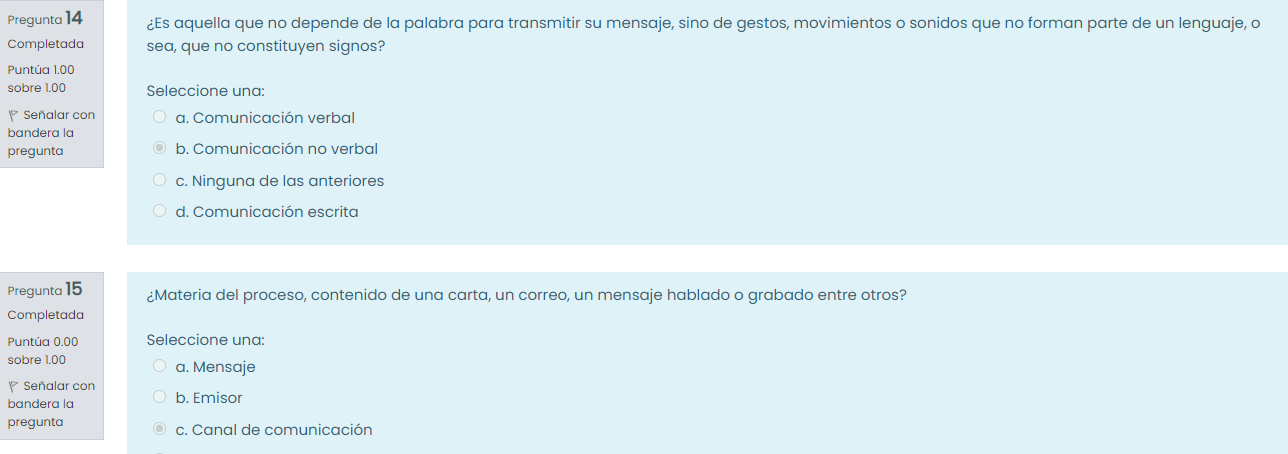 Pregunta 14
Completada
Puntúa 1.00
sobre 1.00
Señalar con
bandera la
pregunta
¿Es aquella que no depende de la palabra para transmitir su mensaje, sino de gestos, movimientos o sonidos que no forman parte de un lenguaje, o
sea, que no constituyen signos?
Seleccione una:
a. Comunicación verbal
b. Comunicación no verbal
c. Ninguna de las anteriores
d. Comunicación escrita
Pregunta 15
Completada
Puntúa 0.00
sobre 1.00
Señalar con
bandera la
pregunta
¿Materia del proceso, contenido de una carta, un correo, un mensaje hablado o grabado entre otros?
Seleccione una:
a. Mensaje
b. Emisor
c. Canal de comunicación